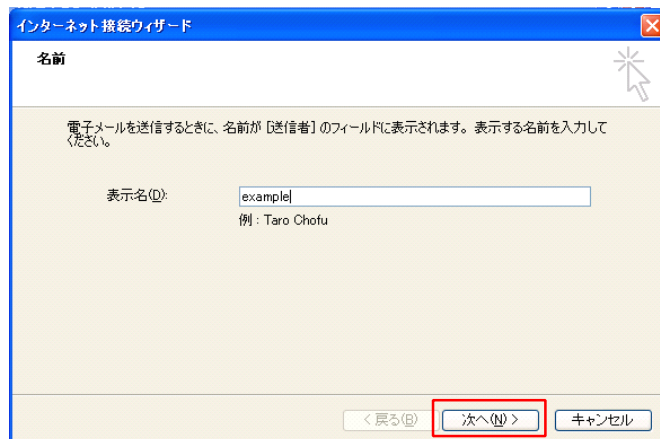 インターネット接続ウィザード
名前
電子メールを送信するときに、名前が [送信者] のフィールドに表示されます。表示する名前を入力して
ください。
表示名(D):
example
例 : Taro Chofu
< 戻る(B)
次へ(N) >
キャンセル